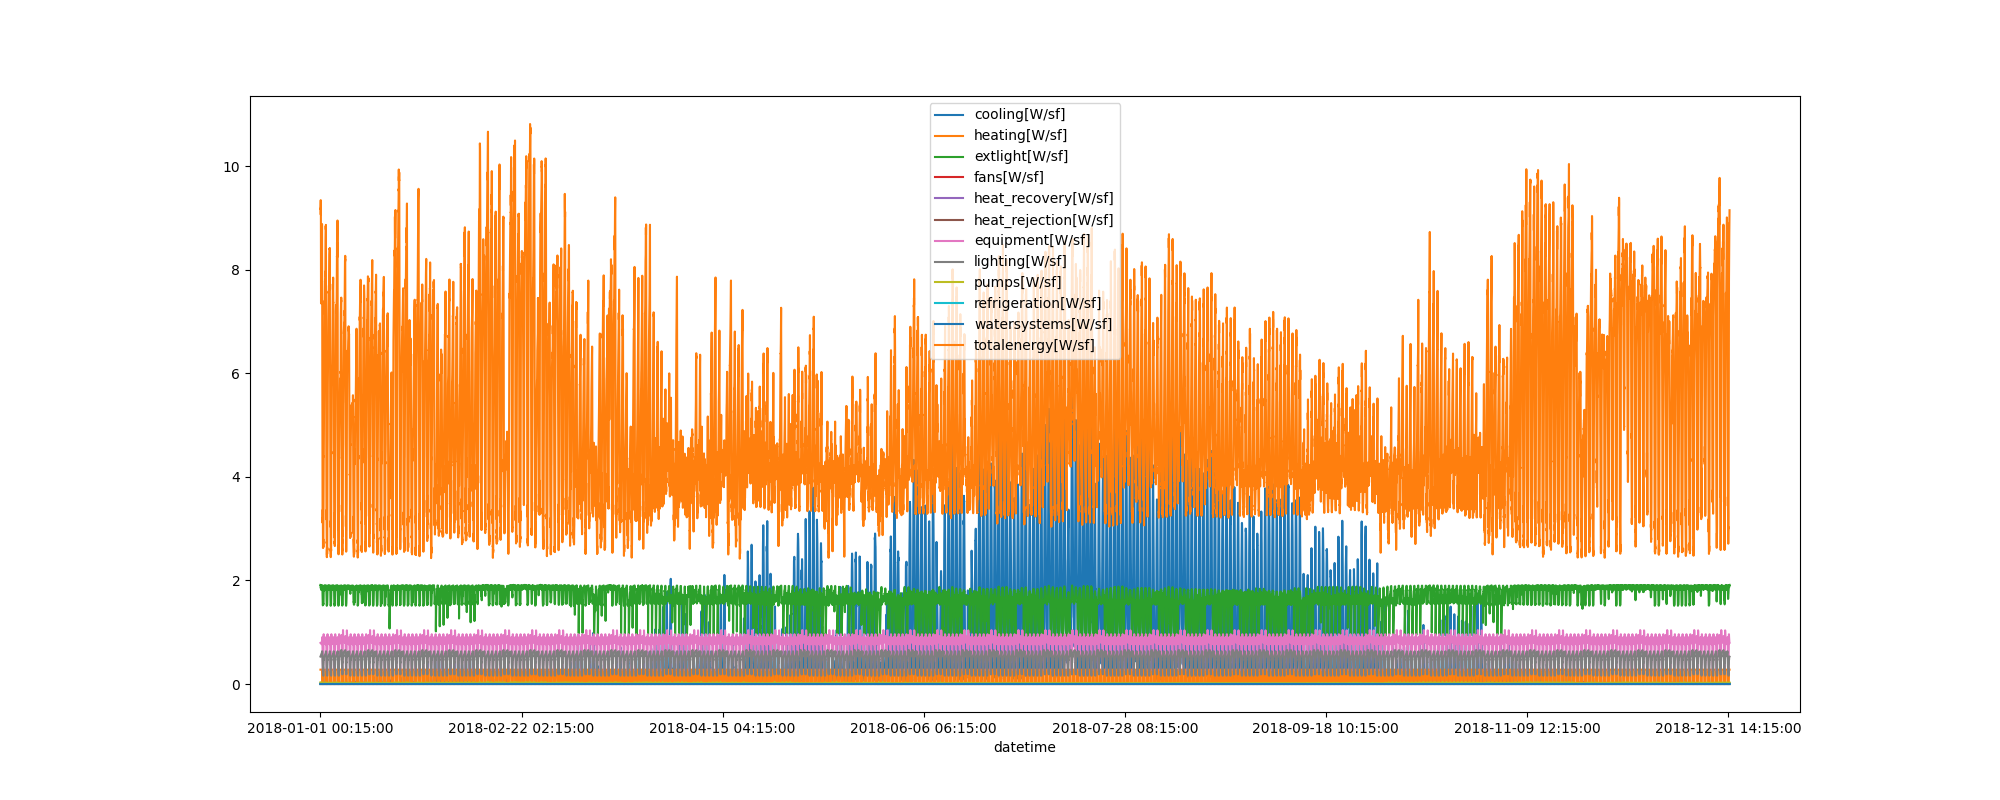 cooling[W/sf]
heating[W/sf]
extlight[W/sf]
fans[W/sf]
heat_recovery[W/sf]
heat_rejection[W/sf]
equipment[W/sf]
lighting[W/sf]
pumps[W/sf]
refrigeration[W/sf]
watersystems[W/sf]
totalenergy[W/sf]
10
8
6
4
2
0
2018-01-01 00:15:00 2018-02-22 02:15:00 2018-04-15 04:15:00 2018-06-06 06:15:00 2018-07-28 08:15:00 2018-09-18 10:15:00 2018-11-09 12:15:00 2018-12-31 14:15:00
datetime